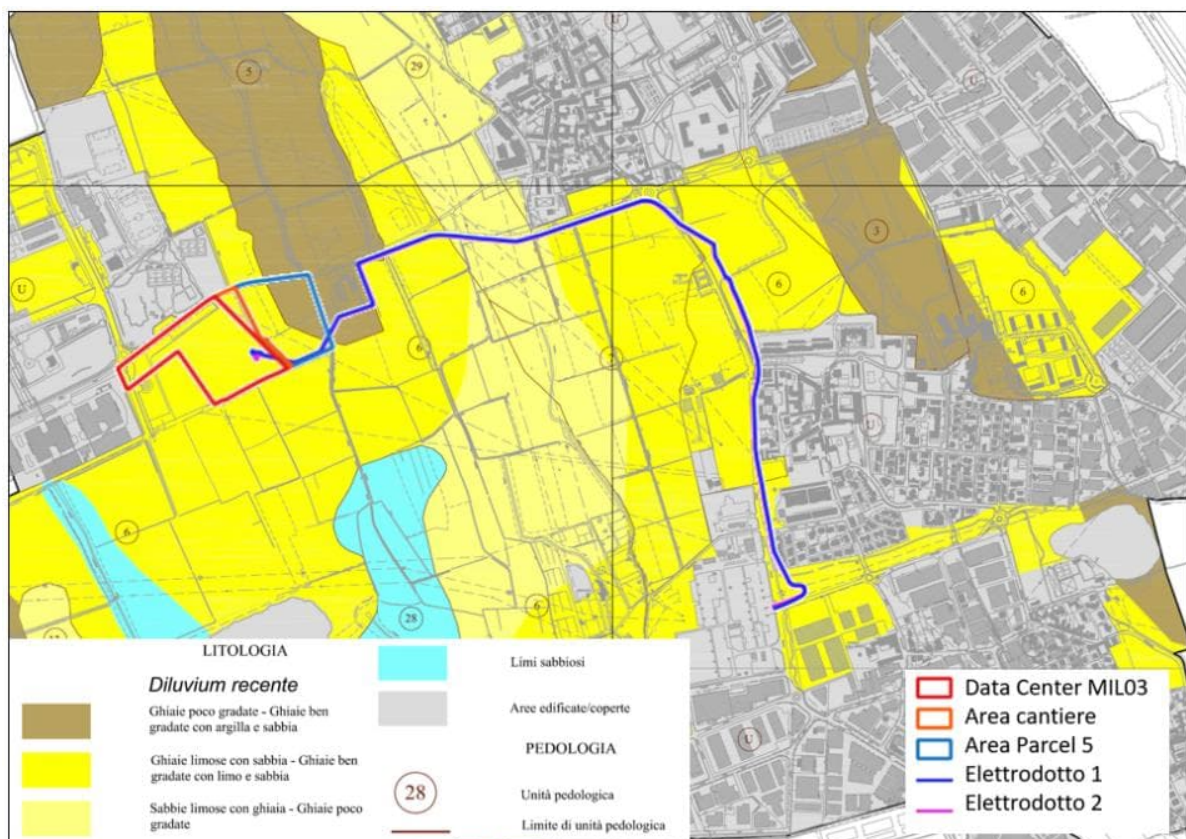 U
5
29
U
3
6
6
U
6
7
U
6
28
6
U
LITOLOGIA
Diluvium recente
Ghiaie poco gradate - Ghiaie ben
gradate con argilla e sabbia
Ghiaie limose con sabbia - Ghiaie ben
gradate con limo e sabbia
Sabbie limose con ghiaia - Ghiaie poco
gradate
Limi sabbiosi
Aree edificate/coperte
PEDOLOGIA
28
Unità pedologica
Limite di unità pedologica
Data Center MIL03
Area cantiere
Area Parcel 5
Elettrodotto 1
Elettrodotto 2